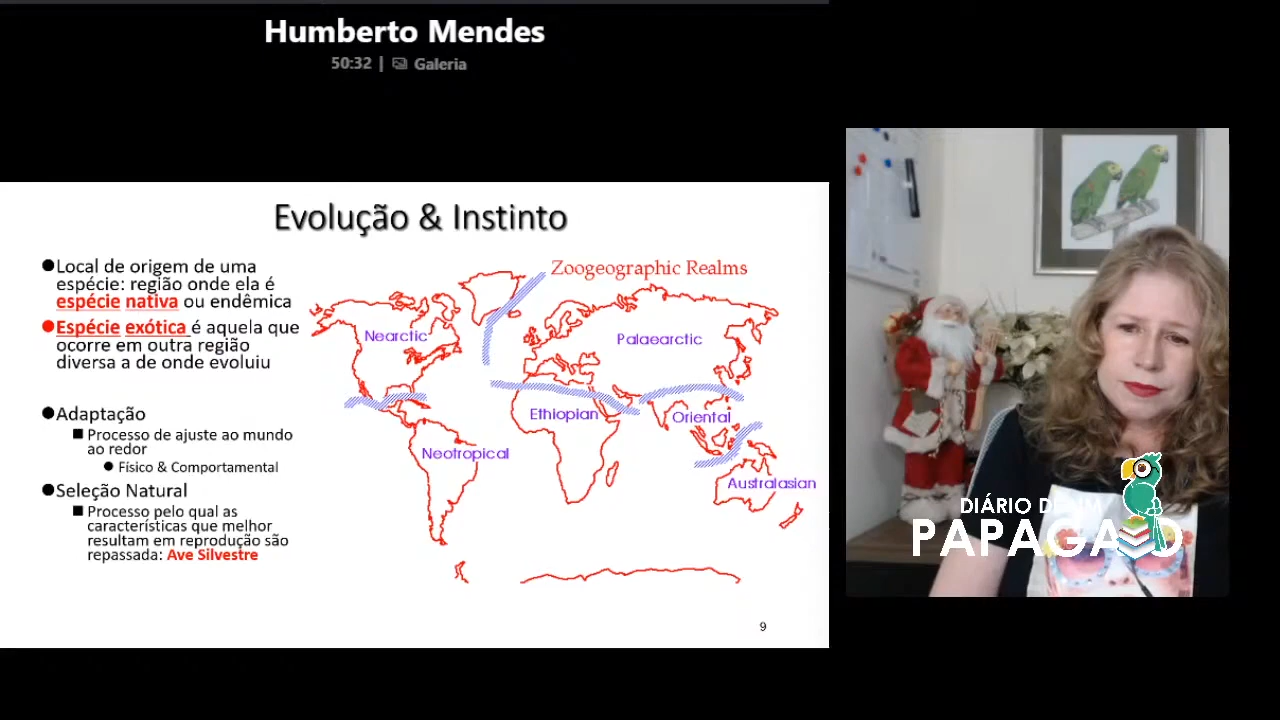 Humberto Mendes
50:32 | Galeria
Evolução & Instinto
Local de origem de uma
espécie: região onde ela é
espécie nativa ou endêmica
Espécie exótica é aquela que
ocorre em outra região
diversa a de onde evoluiu
Adaptação
Processo de ajuste ao mundo
ao redor
Físico & Comportamental
Seleção Natural
Processo pelo qual as
características que melhor
resultam em reprodução são
repassada: Ave Silvestre
Zoogeographic Realms
Nearctic
Palaearctic
Ethiopian
Oriental
Neotropical
Australasian
9
DIÁRIO DE UM
PAPAGAIO